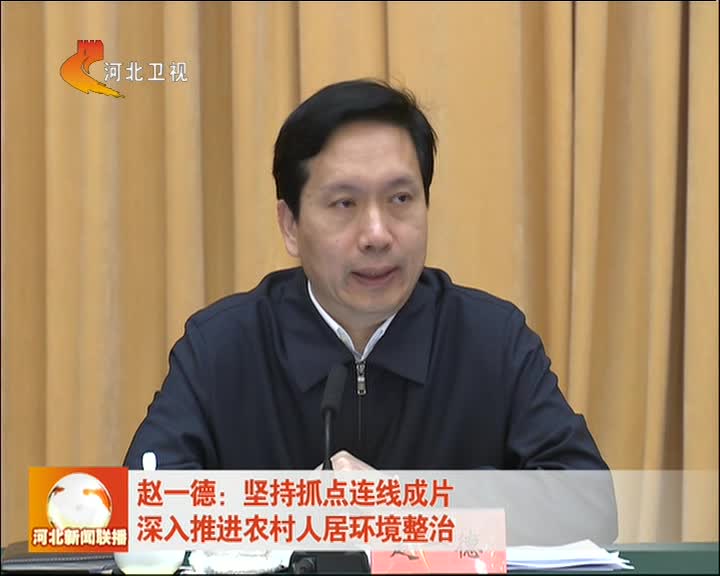 河北卫视
赵一德：坚持抓点连线成片
深入推进农村人居环境整治
河北新闻联播
德